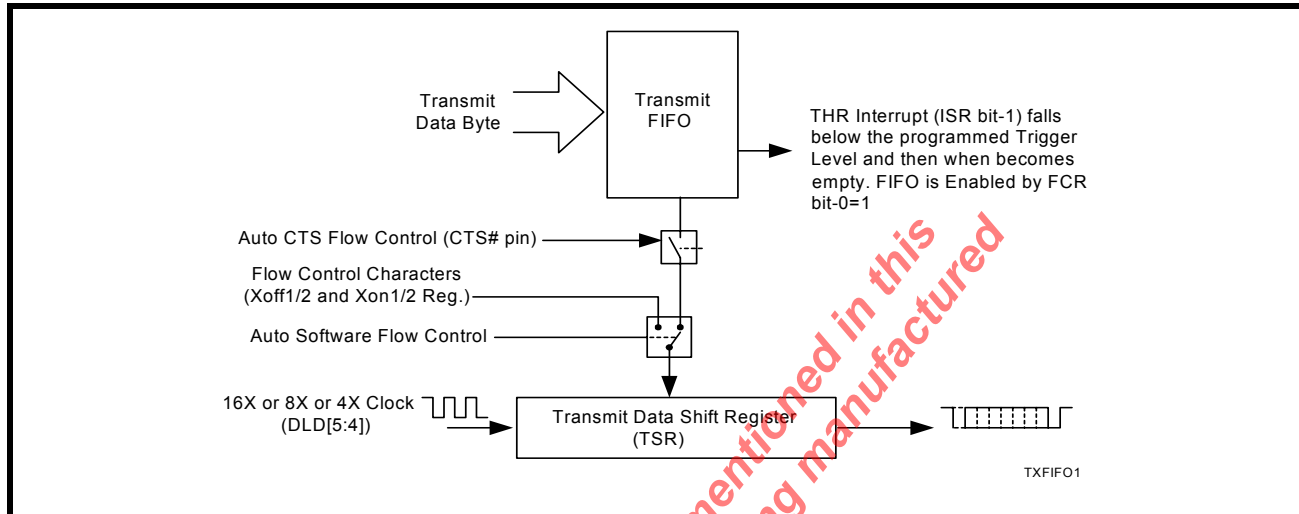 Transmit
Data Byte
Transmit
FIFO
THR Interrupt (ISR bit-1) falls
below the programmed Trigger
Level and then when becomes
empty. FIFO is Enabled by FCR
bit-0=1
Auto CTS Flow Control (CTS# pin)
Flow Control Characters
(Xoff1/2 and Xon1/2 Reg.)
Auto Software Flow Control
16X or 8X or 4X Clock
(DLD[5:4])
Transmit Data Shift Register
(TSR)
TXFIFO1
mentioned in this
manufactured